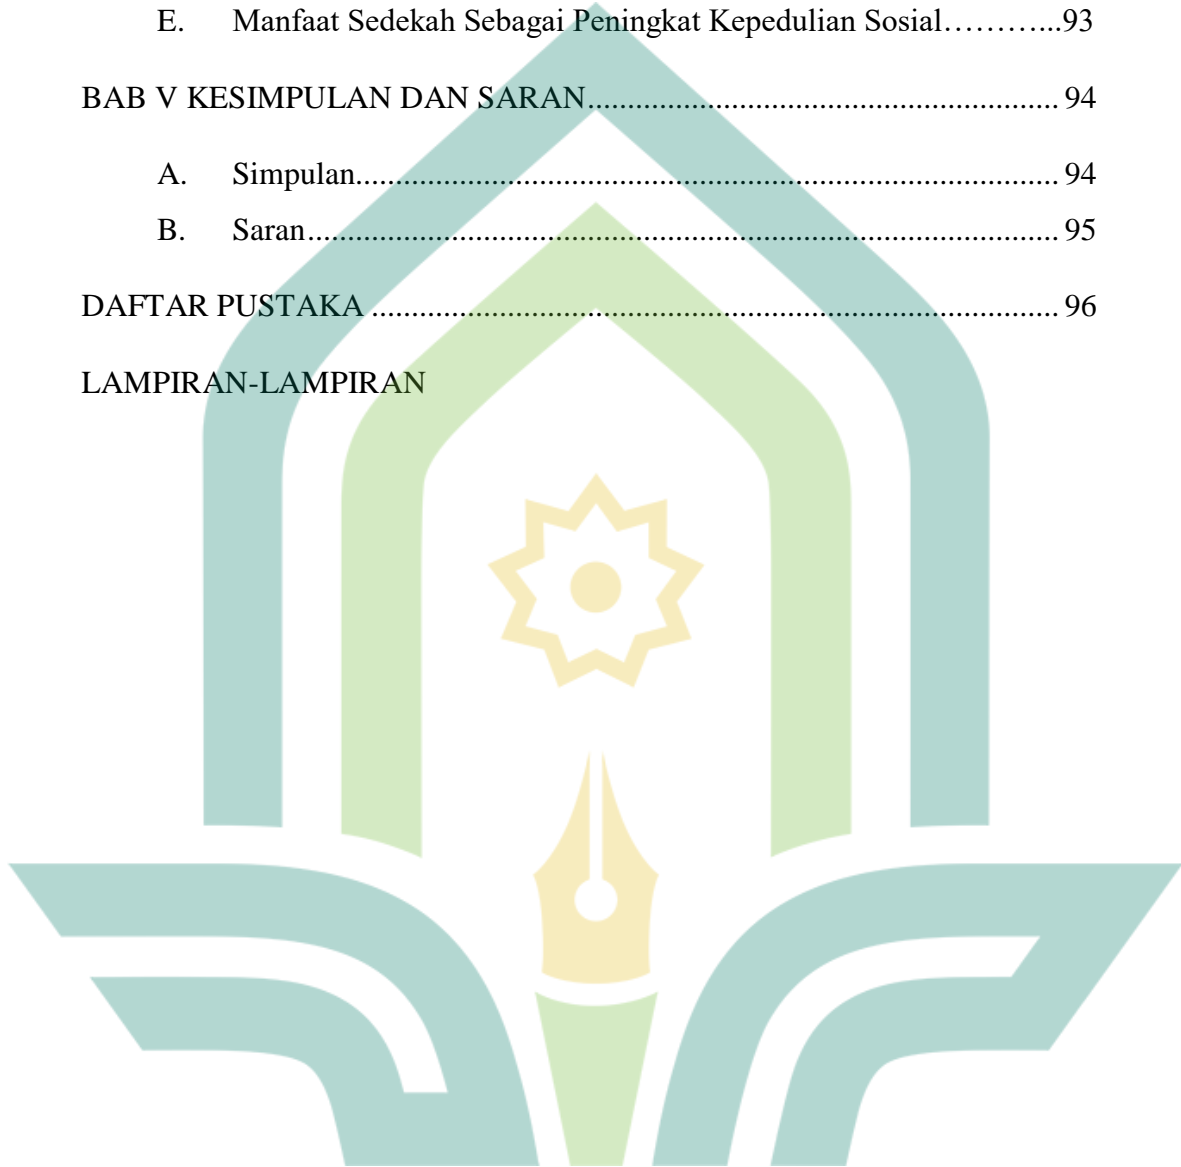 E. Manfaat Sedekah Sebagai Peningkat Kepedulian Sosial………...93
BAB V KESIMPULAN DAN SARAN............................................................ 94
A. Simpulan.......................................................................................... 94
B. Saran................................................................................................ 95
DAFTAR PUSTAKA ........................................................................................ 96
LAMPIRAN-LAMPIRAN